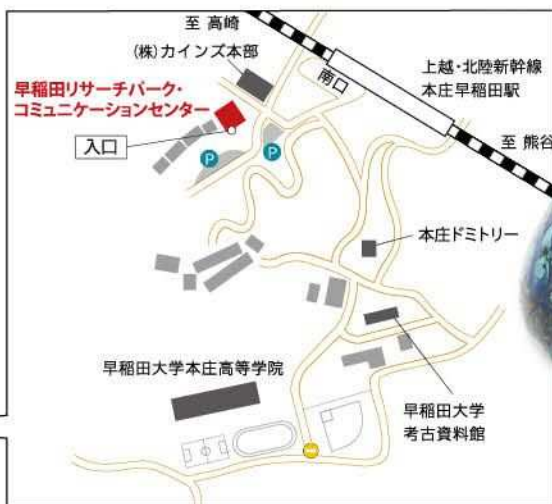 至 高崎
(株)カインズ本部
早稲田リサーチパーク・
コミュニケーションセンター
入口
P
P
南口
上越・北陸新幹線
本庄早稲田駅
至 熊谷
本庄ドミトリー
早稲田大学本庄高等学院
早稲田大学
考古資料館